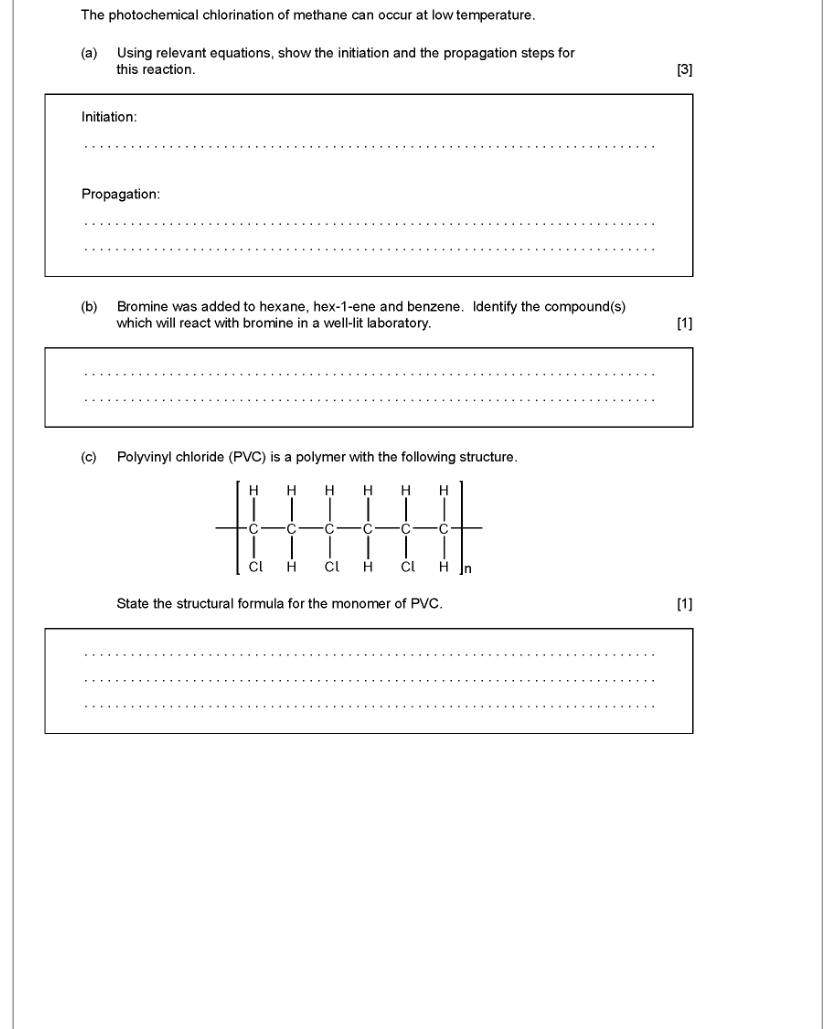 The photochemical chlorination of methane can occur at low temperature.
(a) Using relevant equations, show the initiation and the propagation steps for
this reaction. [3]
Initiation:
Propagation:
(b) Bromine was added to hexane, hex-1-ene and benzene. Identify the compound(s)
which will react with bromine in a well-lit laboratory. [1]
(c) Polyvinyl chloride (PVC) is a polymer with the following structure.
H H H H H H
C C C C C C
Cl H Cl H Cl H n
State the structural formula for the monomer of PVC. [1]